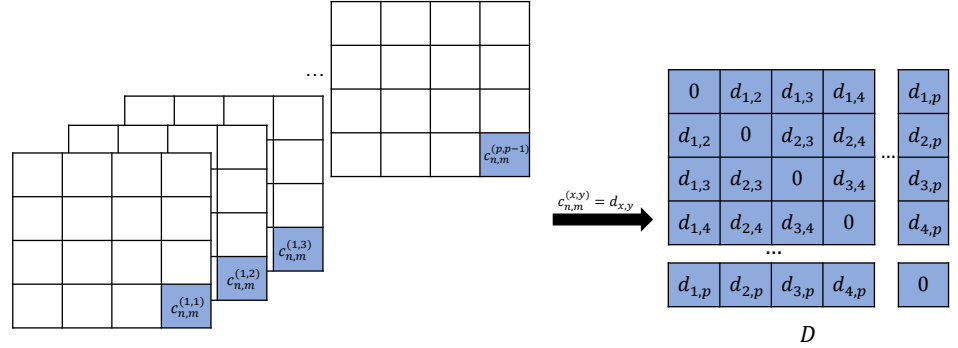 ...
c_{n,m}^{(p,p−1)}
c_{n,m}^{(1,3)}
c_{n,m}^{(1,2)}
c_{n,m}^{(1,1)}
c_{n,m}^{(x,y)} = d_{x,y}
0 d_{1,2} d_{1,3} d_{1,4} d_{1,p}
d_{1,2} 0 d_{2,3} d_{2,4} d_{2,p}
...
d_{1,3} d_{2,3} 0 d_{3,4} d_{3,p}
d_{1,4} d_{2,4} d_{3,4} 0 d_{4,p}
...
d_{1,p} d_{2,p} d_{3,p} d_{4,p} 0
D